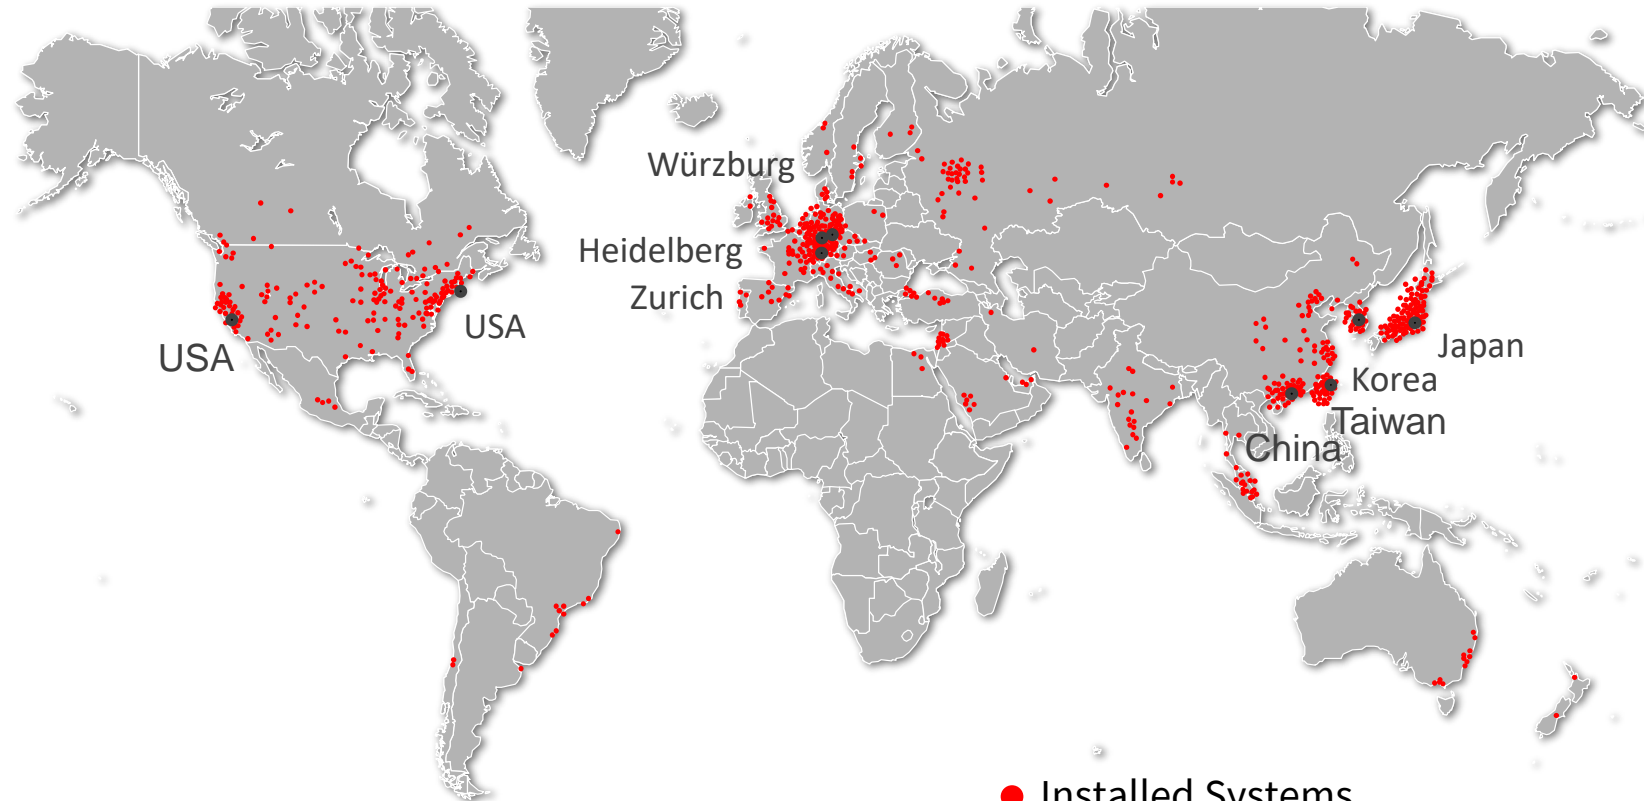 Würzburg
Heidelberg
Zurich
USA
USA
Japan
Korea
Taiwan
China
Installed Systems